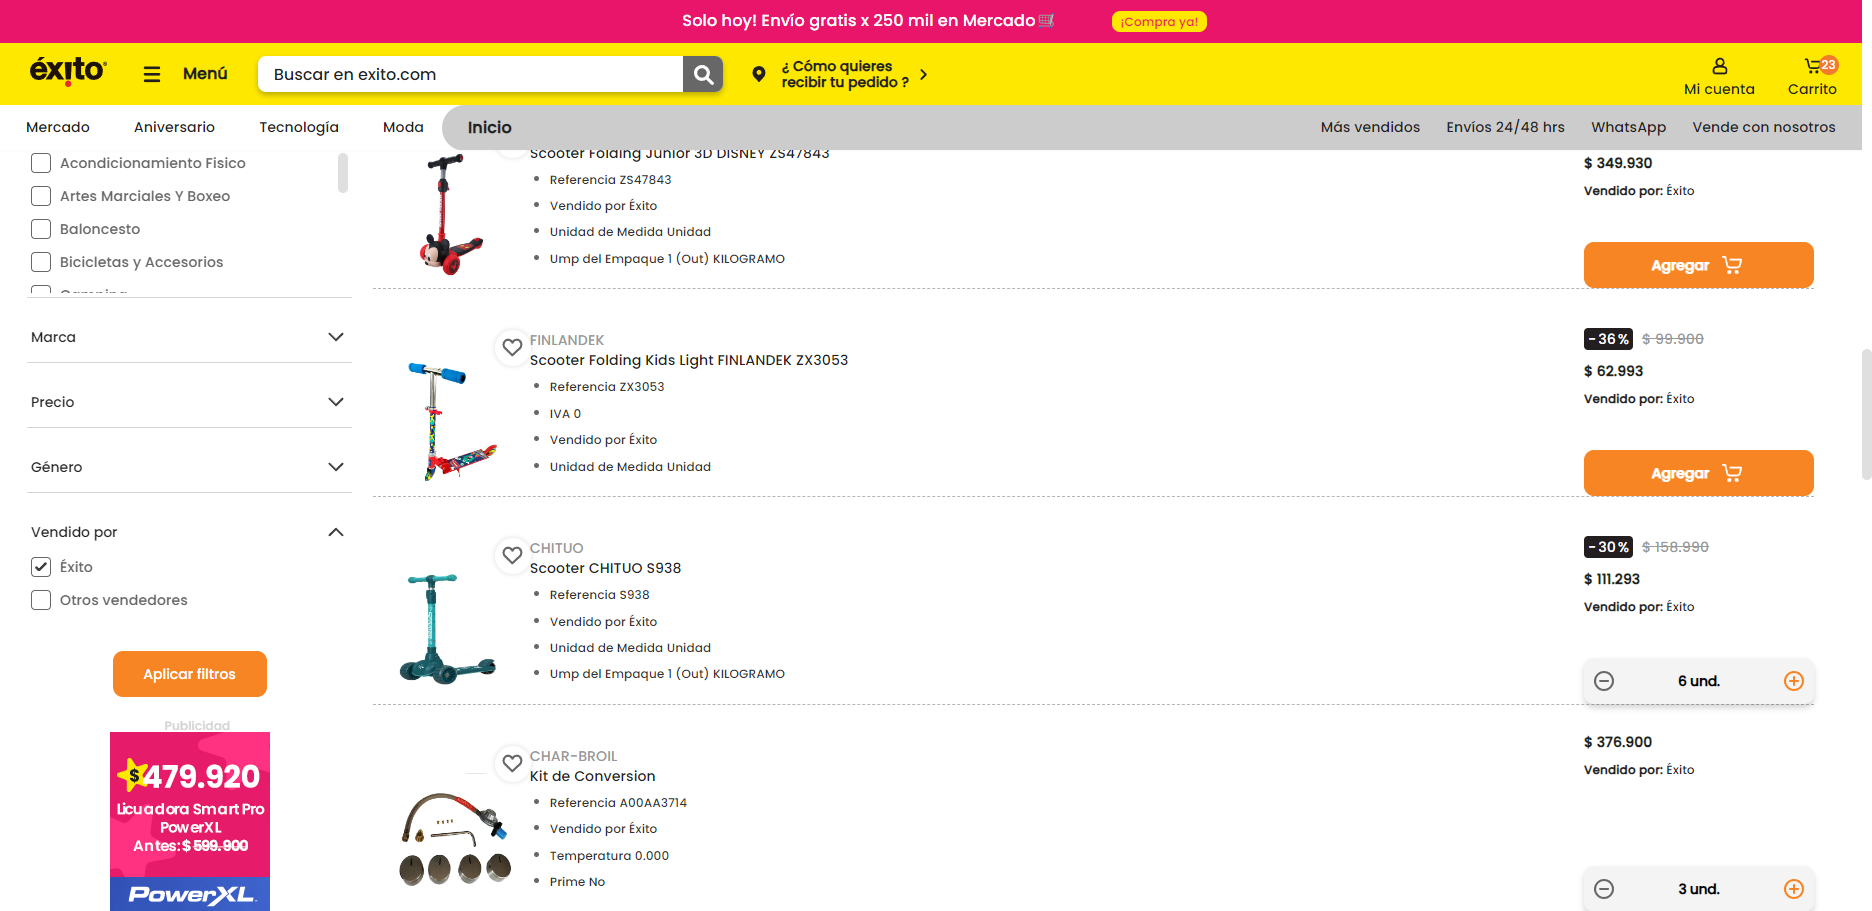 Solo hoy! Envío gratis x 250 mil en Mercado🛒
¡Compra ya!
éxito
Menú
Buscar en exito.com
¿ Cómo quieres
recibir tu pedido ?
Mi cuenta
23
Carrito
Mercado
Aniversario
Tecnología
Moda
Inicio
Más vendidos
Envíos 24/48 hrs
WhatsApp
Vende con nosotros
Acondicionamiento Fisico
Artes Marciales Y Boxeo
Baloncesto
Bicicletas y Accesorios
Marca
Precio
Género
Vendido por
Éxito
Otros vendedores
Aplicar filtros
Publicidad
$479.920
Licuadora Smart Pro
PowerXL
Antes: $ 599.900
PowerXL
Scooter Folding Junior 3D DISNEY ZS47843
Referencia ZS47843
Vendido por Éxito
Unidad de Medida Unidad
Ump del Empaque 1 (Out) KILOGRAMO
$ 349.930
Vendido por: Éxito
Agregar
FINLANDEK
Scooter Folding Kids Light FINLANDEK ZX3053
Referencia ZX3053
IVA 0
Vendido por Éxito
Unidad de Medida Unidad
-36% $ 99.900
$ 62.993
Vendido por: Éxito
Agregar
CHITUO
Scooter CHITUO S938
Referencia S938
Vendido por Éxito
Unidad de Medida Unidad
Ump del Empaque 1 (Out) KILOGRAMO
-30% $ 158.990
$ 111.293
Vendido por: Éxito
6 und.
CHAR-BROIL
Kit de Conversion
Referencia A00AA3714
Vendido por Éxito
Temperatura 0.000
Prime No
$ 376.900
Vendido por: Éxito
3 und.